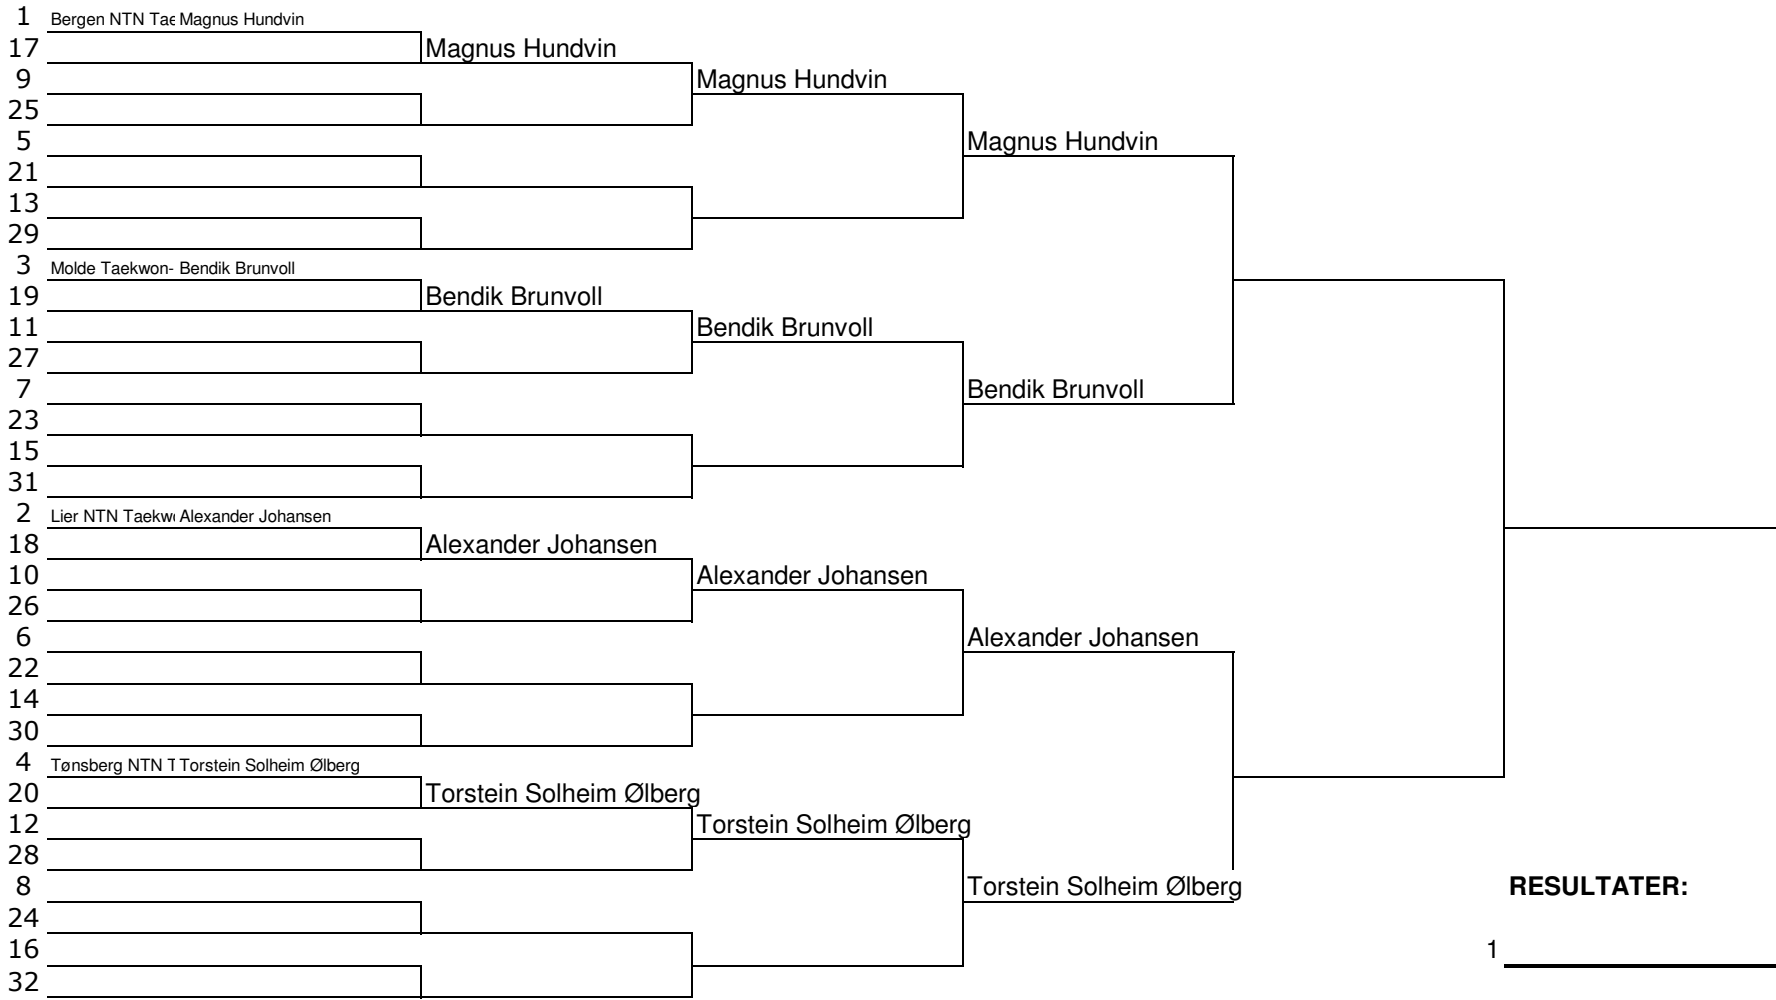 1 Bergen NTN Tae Magnus Hundvin
17 Magnus Hundvin
9 Magnus Hundvin
25
5 Magnus Hundvin
21
13
29
3 Molde Taekwon- Bendik Brunvoll
19 Bendik Brunvoll
11 Bendik Brunvoll
27
7 Bendik Brunvoll
23
15
31
2 Lier NTN Taekw Alexander Johansen
18 Alexander Johansen
10 Alexander Johansen
26
6 Alexander Johansen
22
14
30
4 Tønsberg NTN T Torstein Solheim Ølberg
20 Torstein Solheim Ølberg
12 Torstein Solheim Ølberg
28
8 Torstein Solheim Ølberg RESULTATER:
24
16 1
32